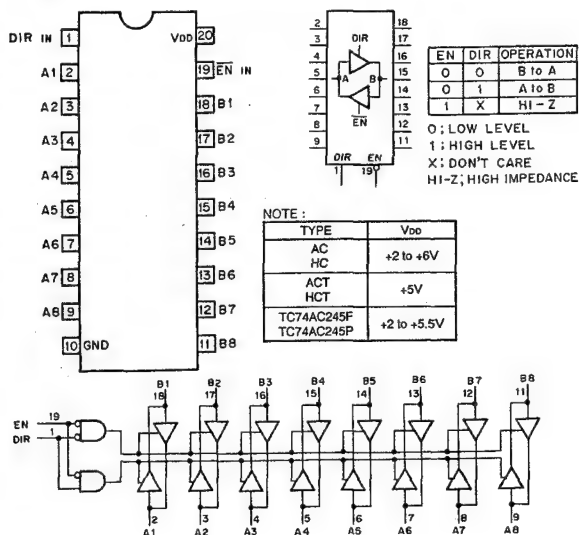 DIR IN 1 VDD 20
A1 2 19 EN IN
A2 3 18 B1
A3 4 17 B2
A4 5 16 B3
A5 6 15 B4
A6 7 14 B5
A7 8 13 B6
A8 9 12 B7
10 GND 11 B8
2 18
3 DIR 17
4 16
5 A B 15
6 14
7 EN 13
8 12
9 DIR EN 11
1 19
EN DIR OPERATION
0 0 B to A
0 1 A to B
1 X HI-Z
0; LOW LEVEL
1; HIGH LEVEL
X; DON'T CARE
HI-Z; HIGH IMPEDANCE
NOTE :
TYPE VDD
AC
HC +2 to +6V
ACT
HCT +5V
TC74AC245F
TC74AC245P +2 to +5.5V
B1 B2 B3 B4 B5 B6 B7 B8
18 17 16 15 14 13 12 11
EN 19
DIR 1
2 3 4 5 6 7 8 9
A1 A2 A3 A4 A5 A6 A7 A8